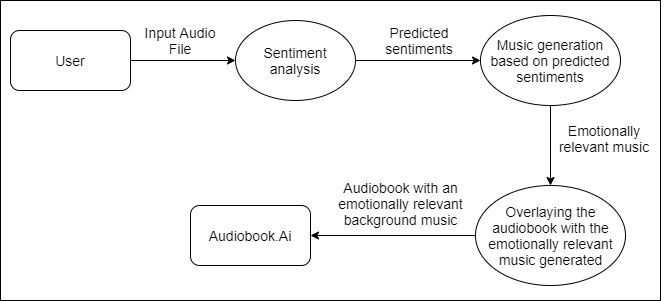 User
Input Audio
File
Sentiment
analysis
Predicted
sentiments
Music generation
based on predicted
sentiments
Emotionally
relevant music
Overlaying the
audiobook with the
emotionally relevant
music generated
Audiobook with an
emotionally relevant
background music
Audiobook.Ai